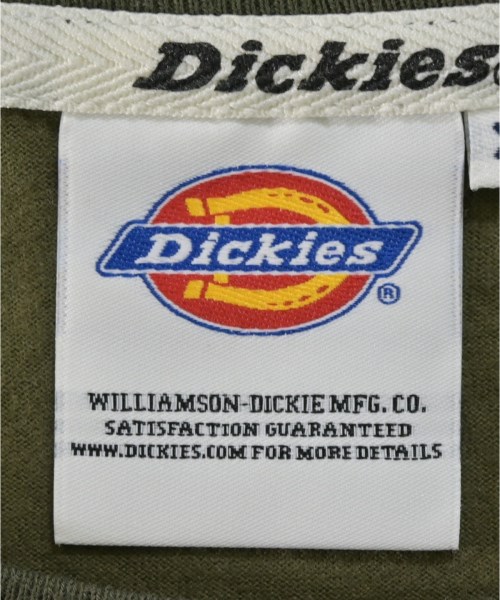 Dickies
Dickies
®
WILLIAMSON-DICKIE MFG. CO.
SATISFACTION GUARANTEED
WWW.DICKIES.COM FOR MORE DETAILS